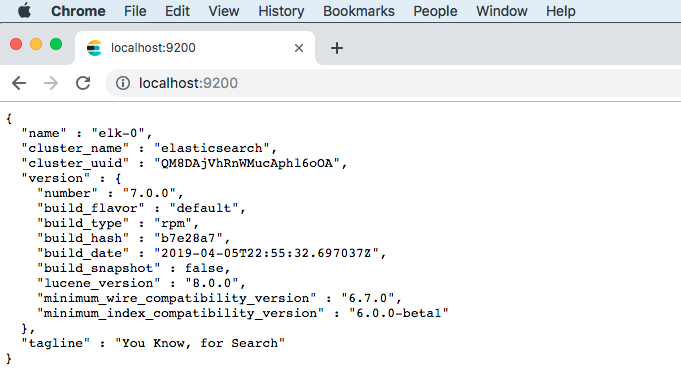 Chrome File Edit View History Bookmarks People Window Help
localhost:9200
localhost:9200
{
  "name" : "elk-0",
  "cluster_name" : "elasticsearch",
  "cluster_uuid" : "QM8DAjVhRnWMucAphl6oOA",
  "version" : {
    "number" : "7.0.0",
    "build_flavor" : "default",
    "build_type" : "rpm",
    "build_hash" : "b7e28a7",
    "build_date" : "2019-04-05T22:55:32.697037Z",
    "build_snapshot" : false,
    "lucene_version" : "8.0.0",
    "minimum_wire_compatibility_version" : "6.7.0",
    "minimum_index_compatibility_version" : "6.0.0-beta1"
  },
  "tagline" : "You Know, for Search"
}